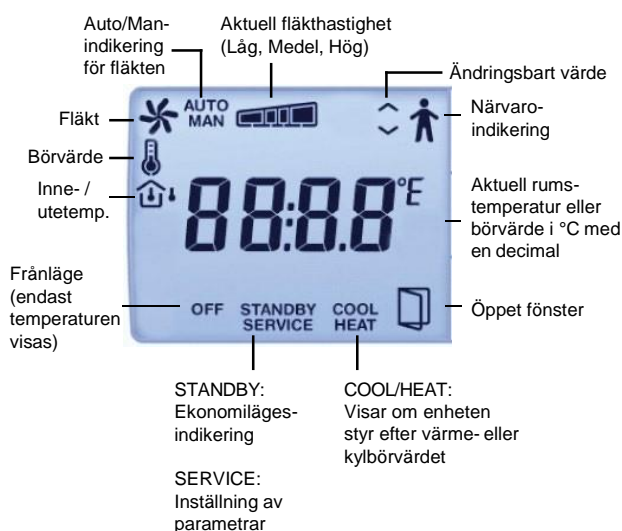 Auto/Man-
indikering
för fläkten
Aktuell fläkthastighet
(Låg, Medel, Hög)
Ändringsbart värde
Fläkt
AUTO
MAN
Närvaro-
indikering
Börvärde
Inne- /
utetemp.
88:8.8°E
Aktuell rums-
temperatur eller
börvärde i °C med
en decimal
Frånläge
(endast
temperaturen
visas)
OFF
STANDBY
SERVICE
COOL
HEAT
Öppet fönster
STANDBY:
Ekonomiläges-
indikering
SERVICE:
Inställning av
parametrar
COOL/HEAT:
Visar om enheten
styr efter värme- eller
kylbörvärdet